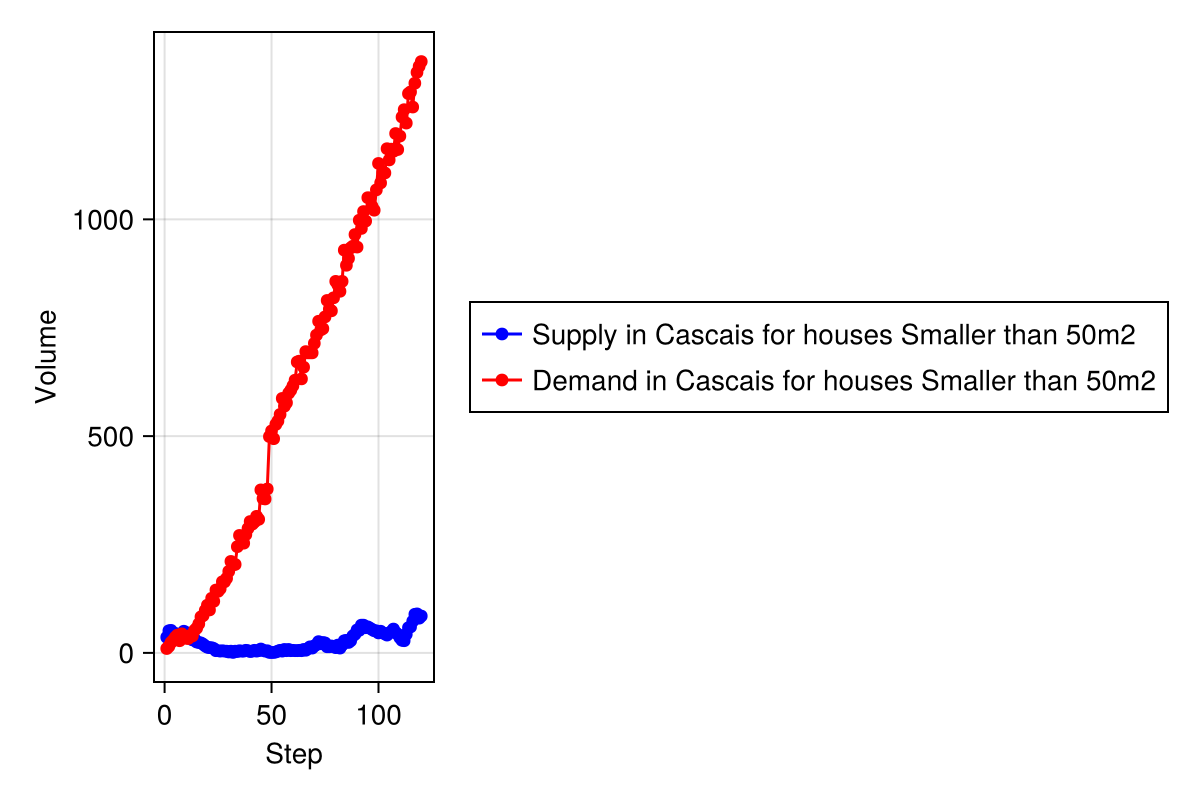 Volume
1000
500
0
0 50 100
Step
Supply in Cascais for houses Smaller than 50m2
Demand in Cascais for houses Smaller than 50m2